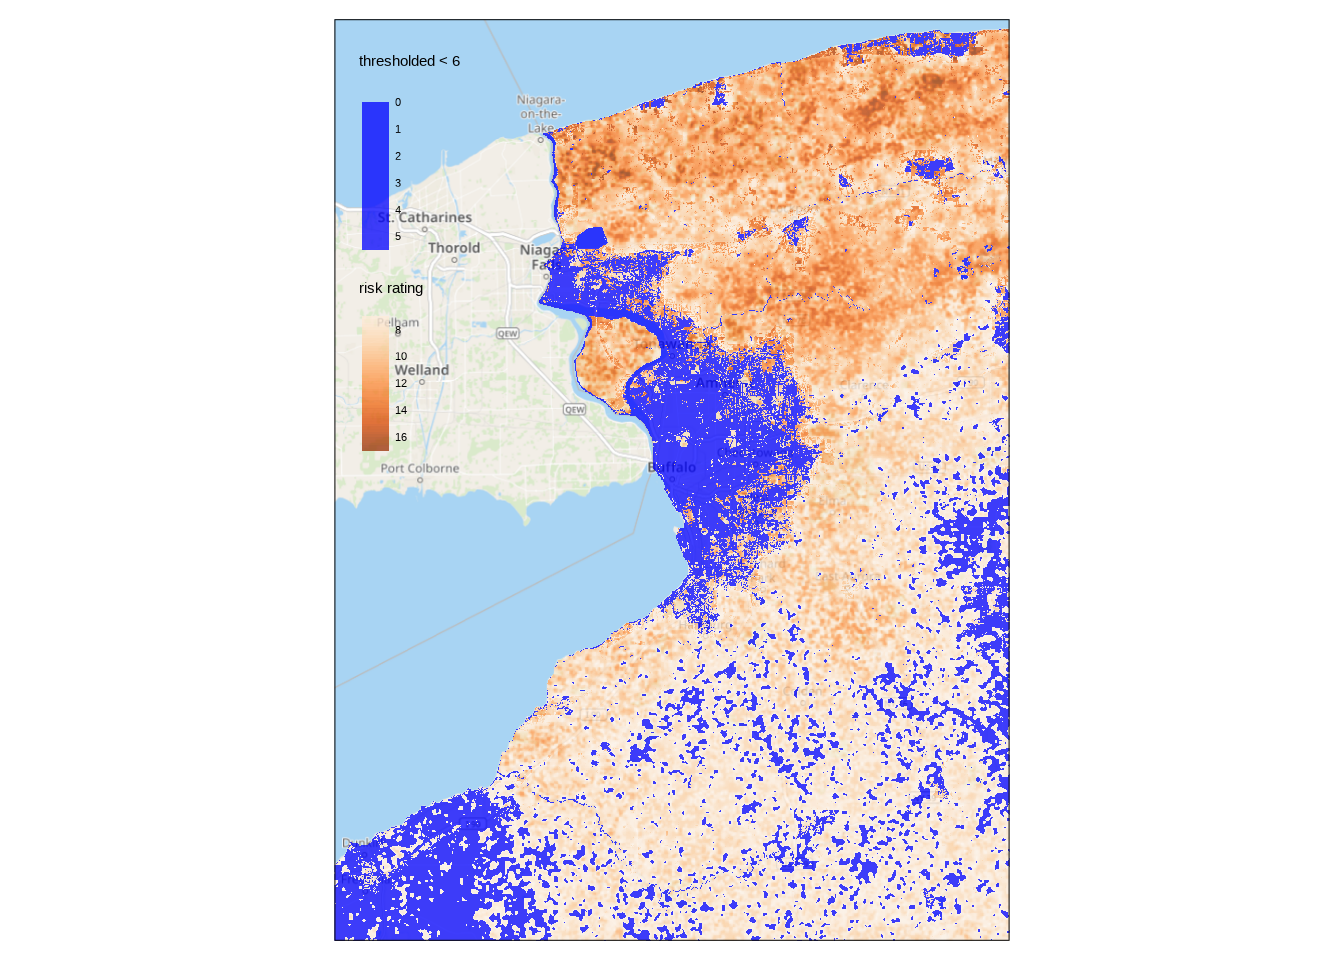 thresholded < 6
0
1
2
3
4
5
Niagara-
on-the-
Lake
St. Catharines
Thorold
Niaga
Fa
risk rating
Pelham
8
QEW
10
Welland
12
14
QEW
16
Port Colborne
Buffalo